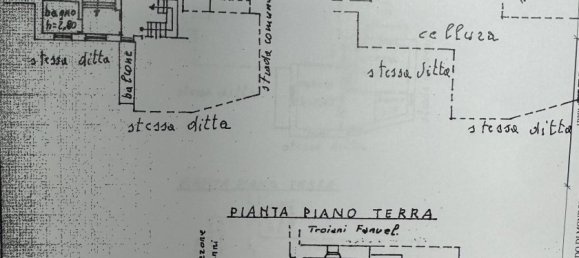 bagno
h=2,80
stessa ditta
balcone
strada comun
stessa ditta
cellura
stessa ditta
stessa ditta
PIANTA PIANO TERRA
Troiani Fanuel.